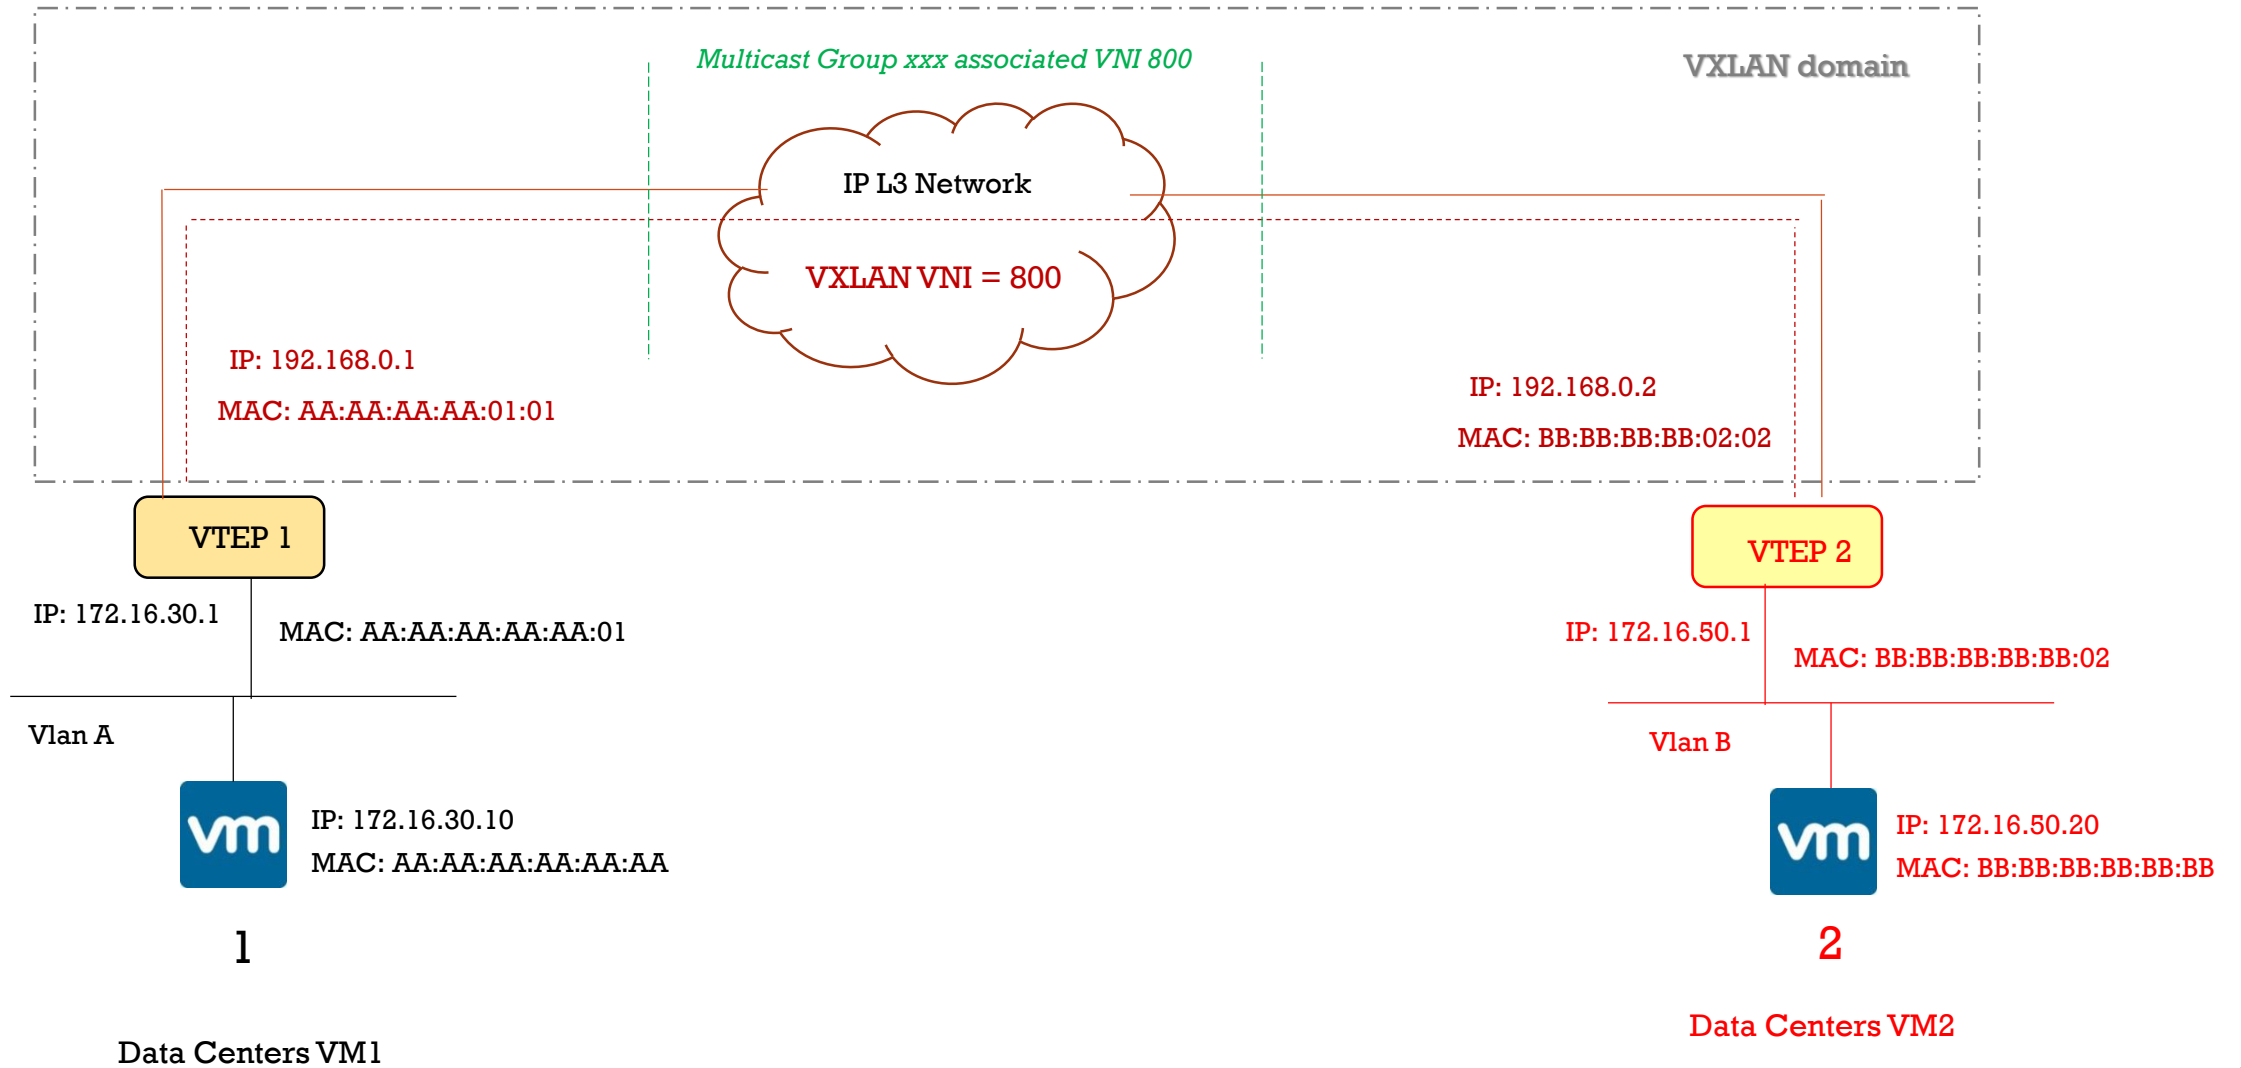 Multicast Group xxx associated VNI 800
VXLAN domain
IP L3 Network
VXLAN VNI = 800
IP: 192.168.0.1
MAC: AA:AA:AA:AA:01:01
IP: 192.168.0.2
MAC: BB:BB:BB:BB:02:02
VTEP 1
VTEP 2
IP: 172.16.30.1
MAC: AA:AA:AA:AA:AA:01
IP: 172.16.50.1
MAC: BB:BB:BB:BB:BB:02
Vlan A
Vlan B
vm
IP: 172.16.30.10
MAC: AA:AA:AA:AA:AA:AA
vm
IP: 172.16.50.20
MAC: BB:BB:BB:BB:BB:BB
1
2
Data Centers VM1
Data Centers VM2